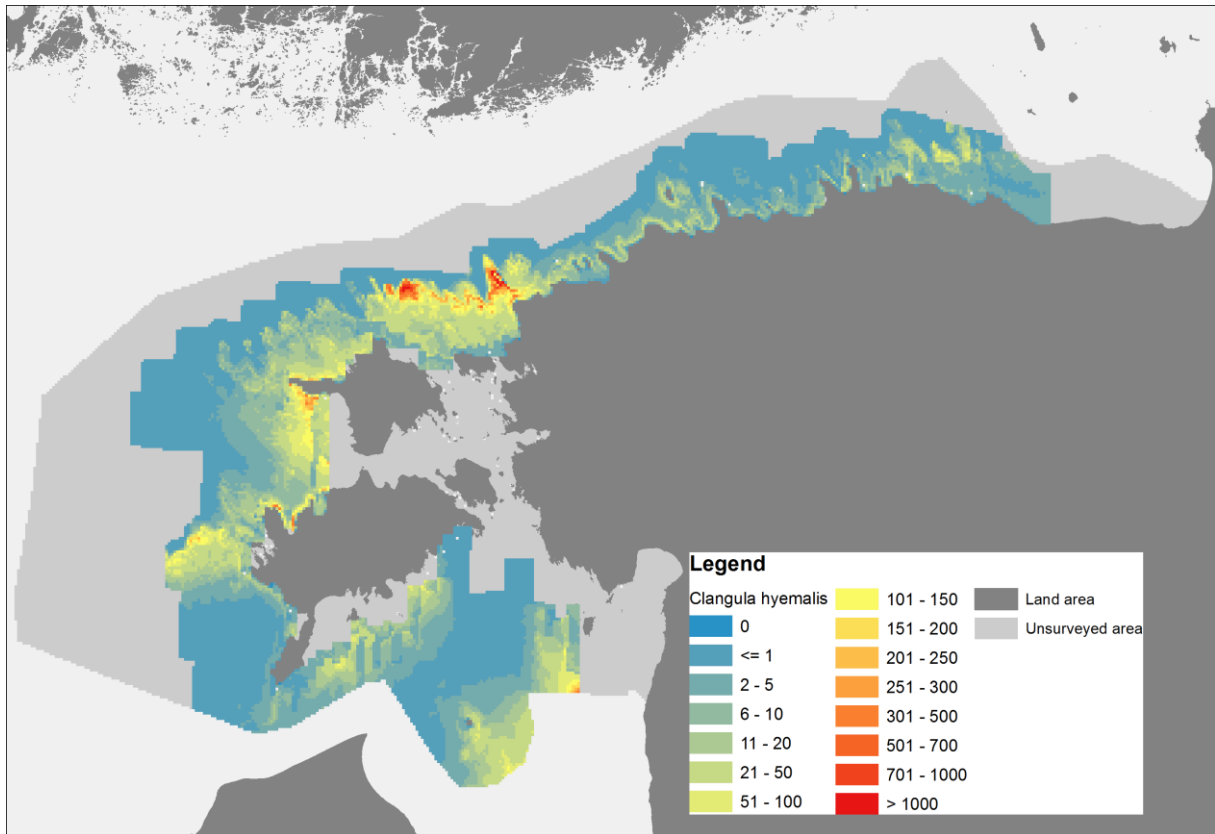 Legend
Clangula hyemalis
0
<= 1
2 - 5
6 - 10
11 - 20
21 - 50
51 - 100
101 - 150
151 - 200
201 - 250
251 - 300
301 - 500
501 - 700
701 - 1000
> 1000
Land area
Unsurveyed area